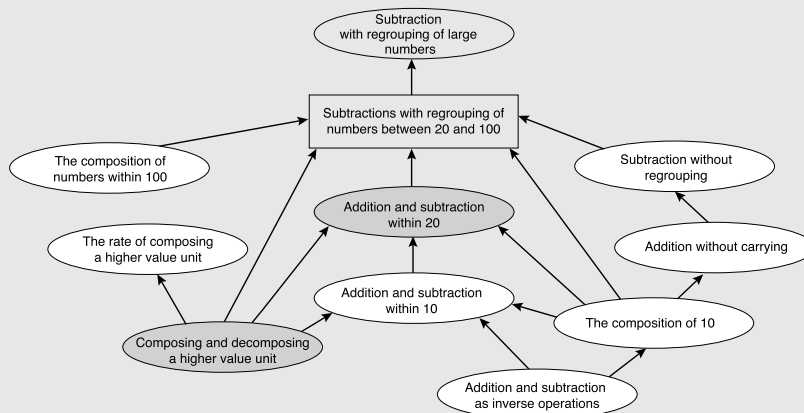 Subtraction
with regrouping of large
numbers
Subtractions with regrouping of
numbers between 20 and 100
The composition of
numbers within 100
Subtraction without
regrouping
Addition and subtraction
within 20
The rate of composing
a higher value unit
Addition without carrying
Addition and subtraction
within 10
The composition of 10
Composing and decomposing
a higher value unit
Addition and subtraction
as inverse operations